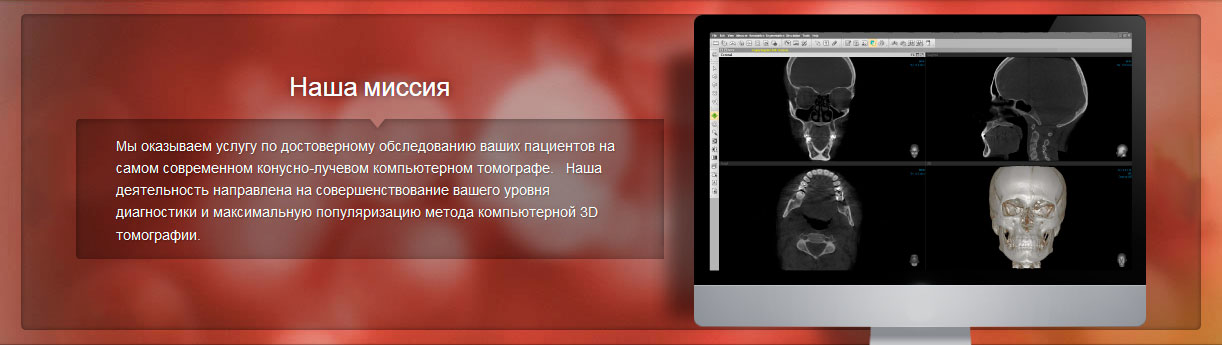 Наша миссия
Мы оказываем услугу по достоверному обследованию ваших пациентов на
самом современном конусно-лучевом компьютерном томографе. Наша
деятельность направлена на совершенствование вашего уровня
диагностики и максимальную популяризацию метода компьютерной 3D
томографии.